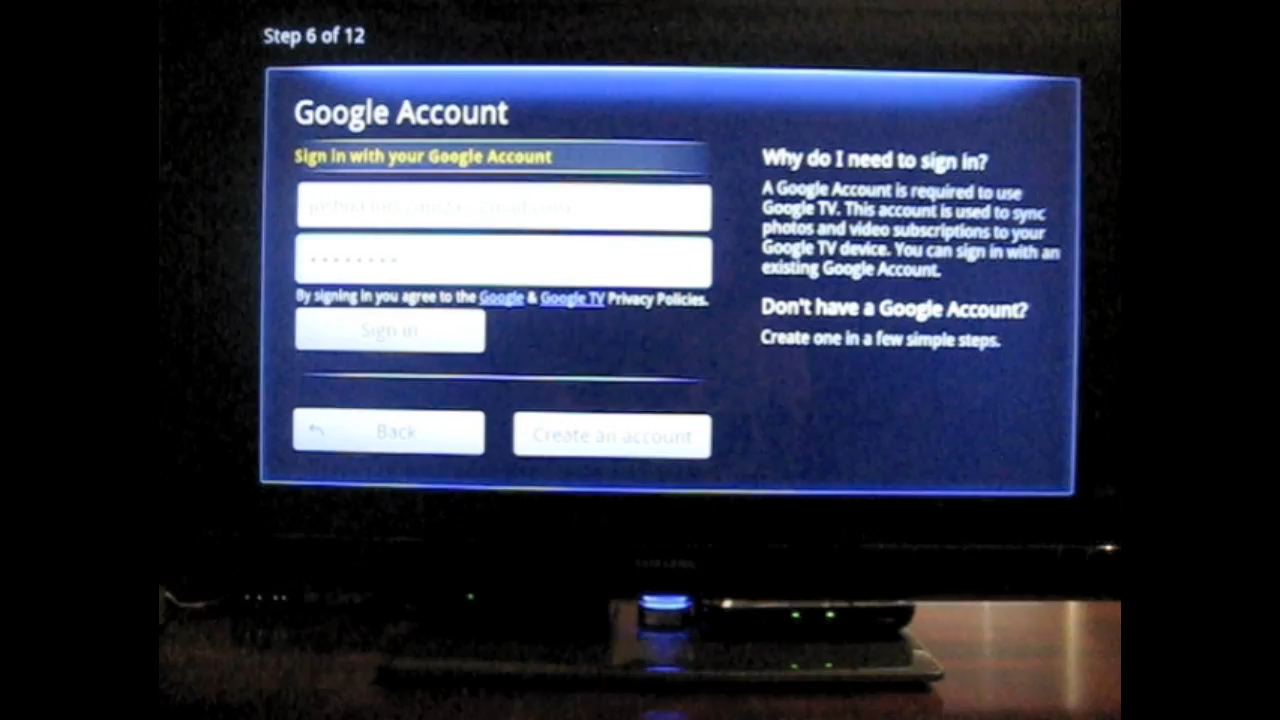 Step 6 of 12
Google Account
Sign in with your Google Account
By signing in you agree to the Google & Google TV Privacy Policies.
Sign in
Back
Create an account
Why do I need to sign in?
A Google Account is required to use
Google TV. This account is used to sync
photos and video subscriptions to your
Google TV device. You can sign in with an
existing Google Account.
Don't have a Google Account?
Create one in a few simple steps.